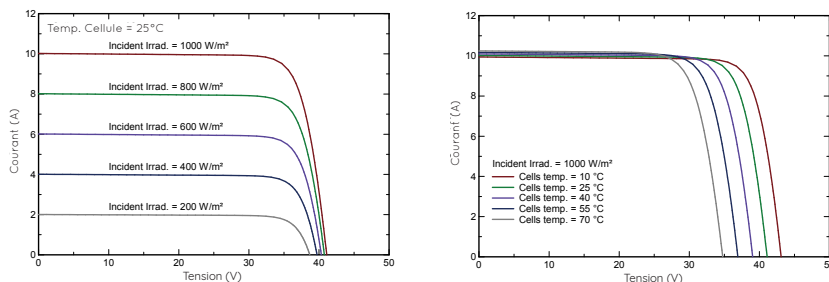 Temp. Cellule = 25°C
Incident Irrad. = 1000 W/m²
Incident Irrad. = 800 W/m²
Incident Irrad. = 600 W/m²
Incident Irrad. = 400 W/m²
Incident Irrad. = 200 W/m²
12
10
8
6
4
2
0
Courant (A)
0 10 20 30 40 50
Tension (V)
12
10
8
6
4
2
0
Courant (A)
Incident Irrad. = 1000 W/m²
Cells temp. = 10 °C
Cells temp. = 25 °C
Cells temp. = 40 °C
Cells temp. = 55 °C
Cells temp. = 70 °C
0 10 20 30 40 50
Tension (V)